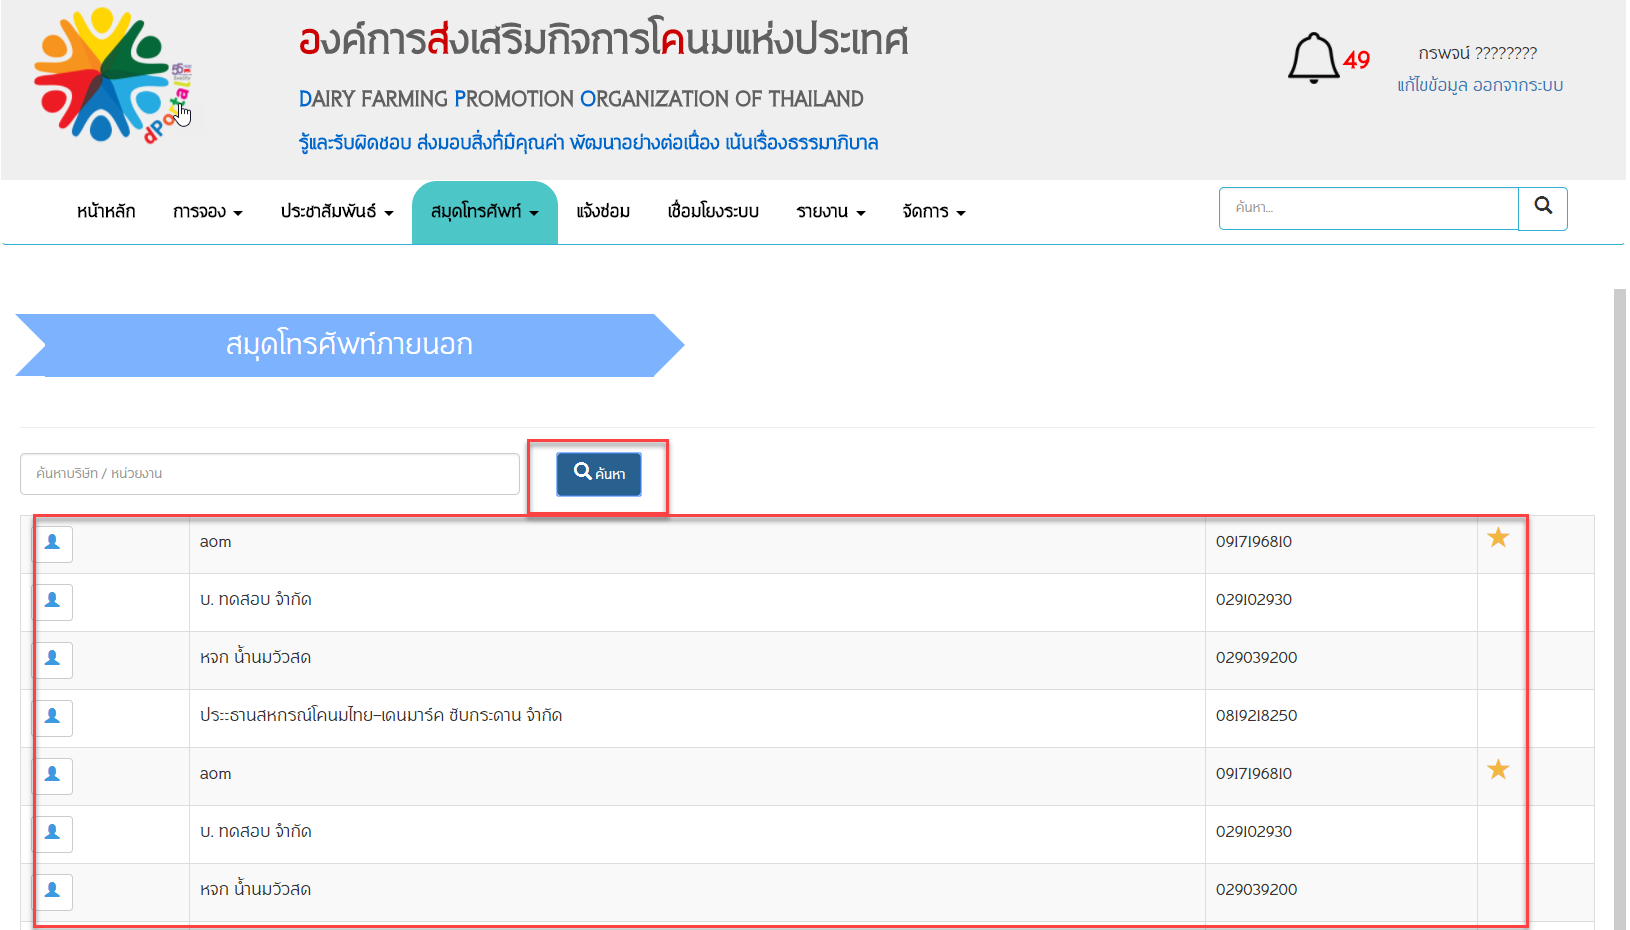 dPortal
องค์การส่งเสริมกิจการโคนมแห่งประเทศ
DAIRY FARMING PROMOTION ORGANIZATION OF THAILAND
รู้และรับผิดชอบ ส่งมอบสิ่งที่มีคุณค่า พัฒนาอย่างต่อเนื่อง เน้นเรื่องธรรมาภิบาล
49
กรพจน์ ????????
แก้ไขข้อมูล ออกจากระบบ
หน้าหลัก การจอง ประชาสัมพันธ์ สมุดโทรศัพท์ แจ้งซ่อม เชื่อมโยงระบบ รายงาน จัดการ
ค้นหา...
สมุดโทรศัพท์ภายนอก
ค้นหาบริษัท / หน่วยงาน
ค้นหา
aom 0917196810
บ. ทดสอบ จำกัด 029102930
หจก น้ำนมวัวสด 029039200
ประะธานสหกรณ์โคนมไทย-เดนมาร์ค ซับกระดาน จำกัด 0819218250
aom 0917196810
บ. ทดสอบ จำกัด 029102930
หจก น้ำนมวัวสด 029039200